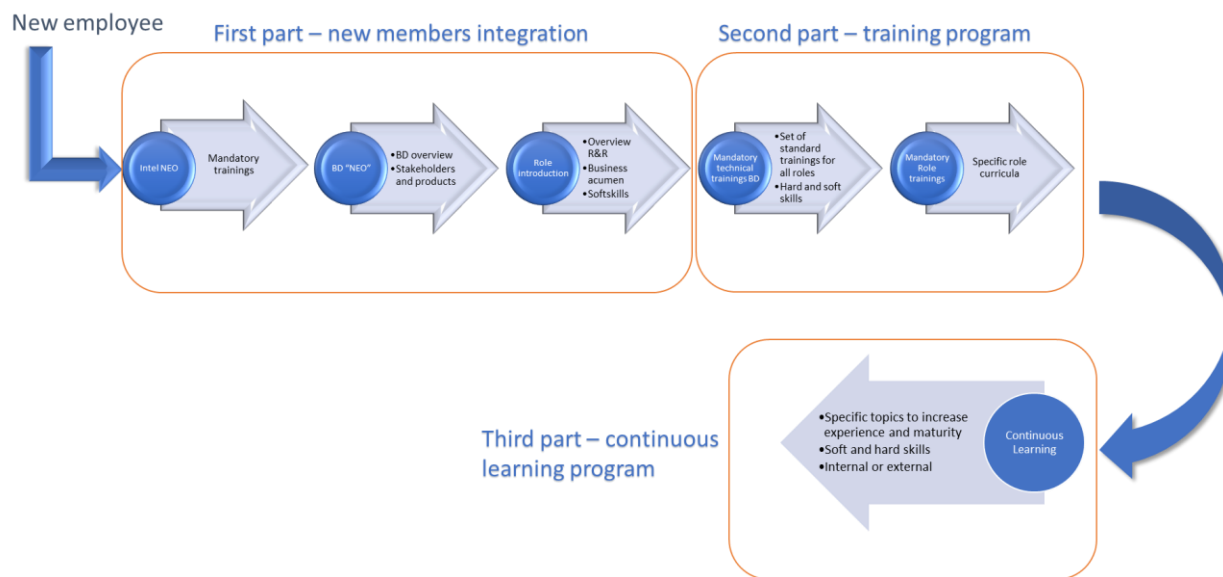 New employee
First part – new members integration
Second part – training program
Intel NEO
Mandatory
trainings
BD "NEO"
•BD overview
•Stakeholders
and products
Role
introduction
•Overview
R&R
•Business
acumen
•Softskills
Mandatory
technical
trainings BD
•Set of
standard
trainings for
all roles
•Hard and soft
skills
Mandatory
Role
trainings
Specific role
curricula
Third part – continuous
learning program
•Specific topics to increase
experience and maturity
•Soft and hard skills
•Internal or external
Continuous
Learning